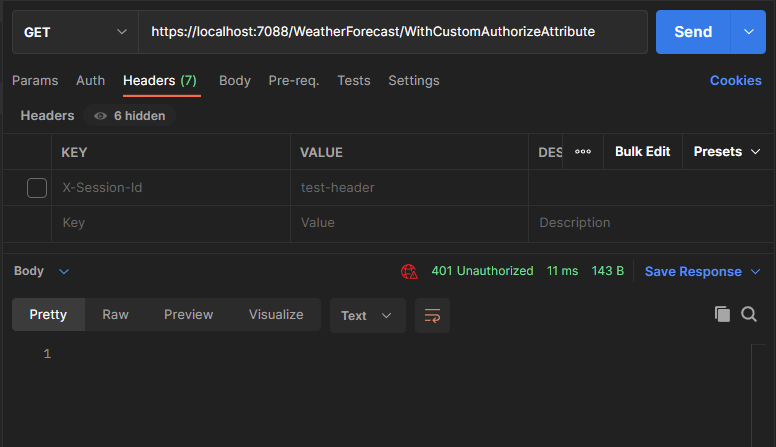 GET https://localhost:7088/WeatherForecast/WithCustomAuthorizeAttribute Send
Params Auth Headers (7) Body Pre-req. Tests Settings Cookies
Headers 6 hidden
KEY VALUE DES ooo Bulk Edit Presets
X-Session-Id test-header
Key Value Description
Body 401 Unauthorized 11 ms 143 B Save Response
Pretty Raw Preview Visualize Text
1